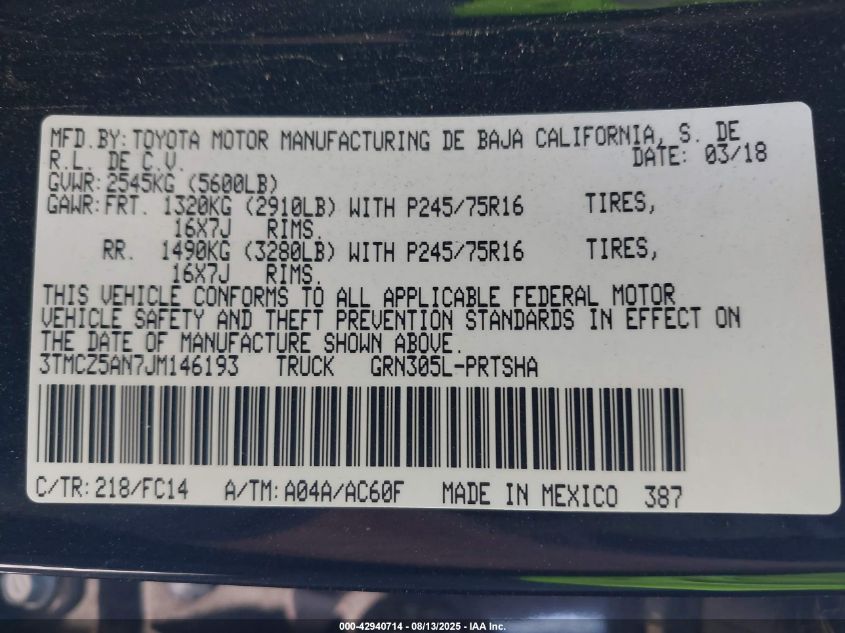 MFD.BY: TOYOTA MOTOR MANUFACTURING DE BAJA CALIFORNIA, S. DE
R.L. DE C.V. DATE: 03/18
GVWR: 2545KG (5600LB)
GAWR: FRT. 1320KG (2910LB) WITH P245/75R16 TIRES,
16X7J RIMS.
RR. 1490KG (3280LB) WITH P245/75R16 TIRES,
16X7J RIMS.
THIS VEHICLE CONFORMS TO ALL APPLICABLE FEDERAL MOTOR
VEHICLE SAFETY AND THEFT PREVENTION STANDARDS IN EFFECT ON
THE DATE OF MANUFACTURE SHOWN ABOVE.
3TMCZ5AN7JM146193 TRUCK GRN305L-PRTSHA
C/TR: 218/FC14 A/TM: A04A/AC60F MADE IN MEXICO 387
000-42940714 - 08/13/2025 - IAA Inc.